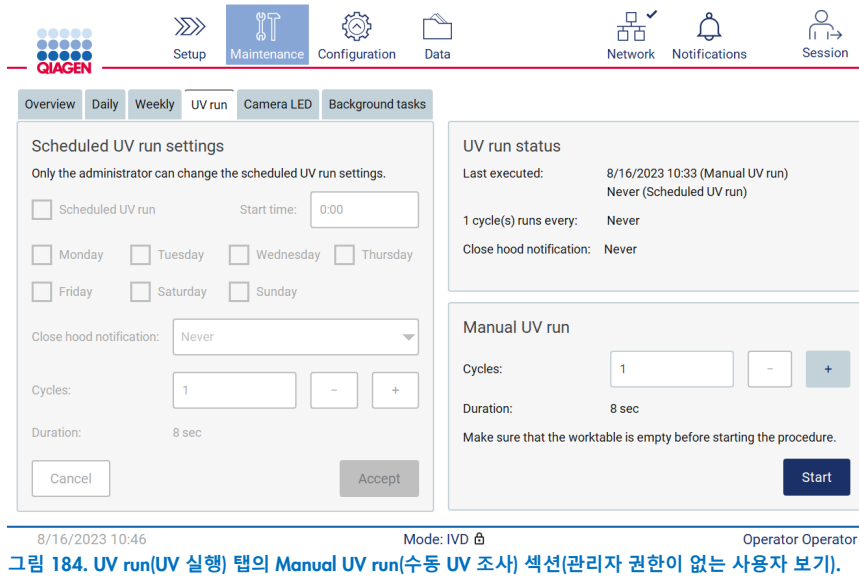 QIAGEN
Setup
Maintenance
Configuration
Data
Network
Notifications
Session
Overview
Daily
Weekly
UV run
Camera LED
Background tasks
Scheduled UV run settings
Only the administrator can change the scheduled UV run settings.
Scheduled UV run
Start time:
0:00
Monday
Tuesday
Wednesday
Thursday
Friday
Saturday
Sunday
Close hood notification:
Never
Cycles:
1
-
+
Duration:
8 sec
Cancel
Accept
UV run status
Last executed:
8/16/2023 10:33 (Manual UV run)
Never (Scheduled UV run)
1 cycle(s) runs every:
Never
Close hood notification:
Never
Manual UV run
Cycles:
1
-
+
Duration:
8 sec
Make sure that the worktable is empty before starting the procedure.
Start
8/16/2023 10:46
Mode: IVD
Operator Operator
그림 184. UV run(UV 실행) 탭의 Manual UV run(수동 UV 조사) 섹션(관리자 권한이 없는 사용자 보기).